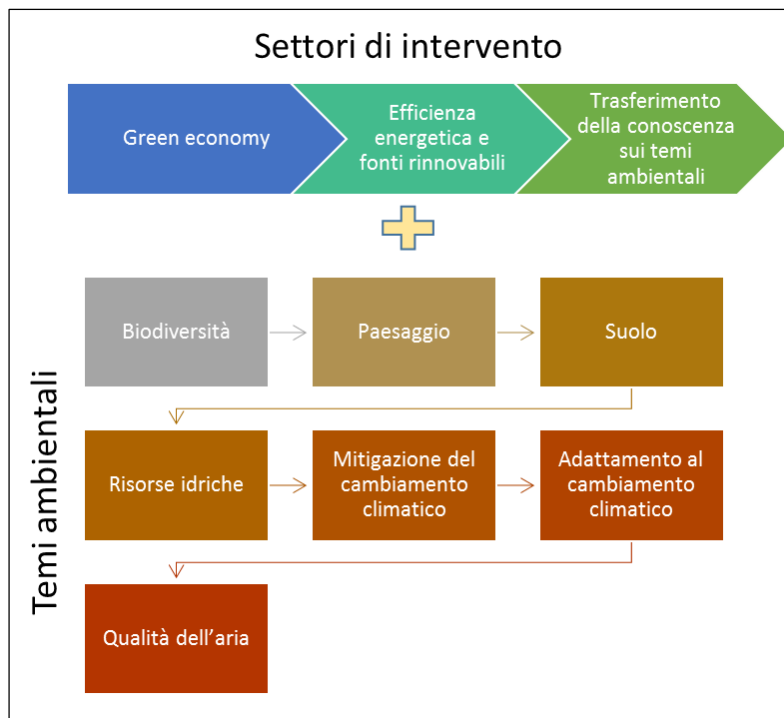 Settori di intervento
Green economy
Efficienza
energetica e
fonti rinnovabili
Trasferimento
della conoscenza
sui temi
ambientali
Temi ambientali
Biodiversità
Paesaggio
Suolo
Risorse idriche
Mitigazione del
cambiamento
climatico
Adattamento al
cambiamento
climatico
Qualità dell’aria